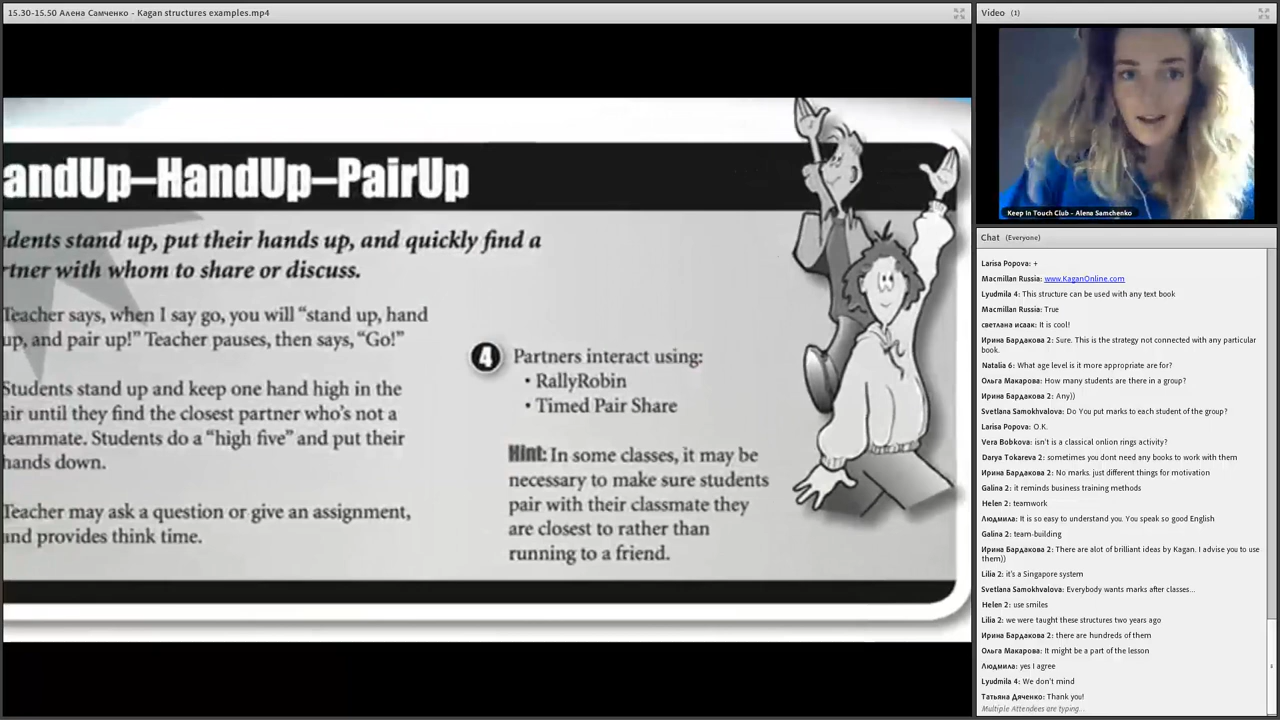 15.30-15.50 Алена Самченко - Kagan structures examples.mp4
andUp–HandUp–PairUp
dents stand up, put their hands up, and quickly find a
rtner with whom to share or discuss.
Teacher says, when I say go, you will “stand up, hand
up, and pair up!” Teacher pauses, then says, “Go!”
Students stand up and keep one hand high in the
air until they find the closest partner who’s not a
teammate. Students do a “high five” and put their
hands down.
Teacher may ask a question or give an assignment,
and provides think time.
4 Partners interact using:
• RallyRobin
• Timed Pair Share
Hint: In some classes, it may be
necessary to make sure students
pair with their classmate they
are closest to rather than
running to a friend.
Video (1)
Keep In Touch Club - Alena Samchenko
Chat (Everyone)
Larisa Popova: +
Macmillan Russia: www.KaganOnline.com
Lyudmila 4: This structure can be used with any text book
Macmillan Russia: True
светлана исаак: It is cool!
Ирина Бардакова 2: Sure. This is the strategy not connected with any particular
book.
Natalia 6: What age level is it more appropriate are for?
Ольга Макарова: How many students are there in a group?
Ирина Бардакова 2: Any))
Svetlana Samokhvalova: Do You put marks to each student of the group?
Larisa Popova: O.K.
Vera Bobkova: isn't is a classical onlion rings activity?
Darya Tokareva 2: sometimes you dont need any books to work with them
Ирина Бардакова 2: No marks. just different things for motivation
Galina 2: it reminds business training methods
Helen 2: teamwork
Людмила: It is so easy to understand you. You speak so good English
Galina 2: team-building
Ирина Бардакова 2: There are alot of brilliant ideas by Kagan. I advise you to use
them))
Lilia 2: it's a Singapore system
Svetlana Samokhvalova: Everybody wants marks after classes...
Helen 2: use smiles
Lilia 2: we were taught these structures two years ago
Ирина Бардакова 2: there are hundreds of them
Ольга Макарова: It might be a part of the lesson
Людмила: yes I agree
Lyudmila 4: We don't mind
Татьяна Дяченко: Thank you!
Multiple Attendees are typing...